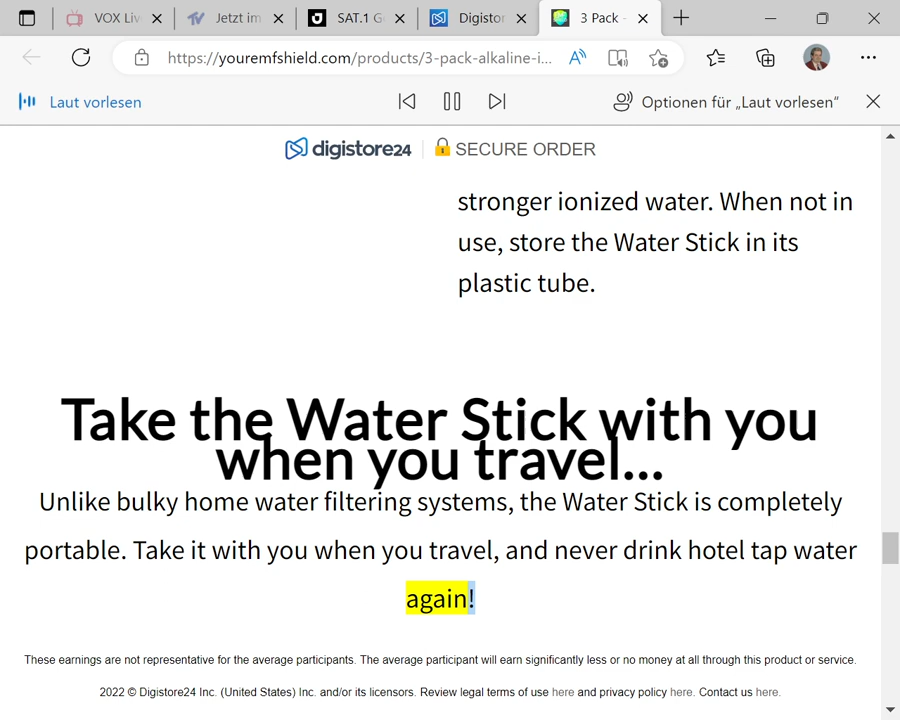 VOX Liv
Jetzt im
SAT.1 G
Digistor
3 Pack -
https://youremfshield.com/products/3-pack-alkaline-i...
Laut vorlesen
Optionen für „Laut vorlesen“
digistore24
SECURE ORDER
stronger ionized water. When not in
use, store the Water Stick in its
plastic tube.
Take the Water Stick with you
when you travel...
Unlike bulky home water filtering systems, the Water Stick is completely
portable. Take it with you when you travel, and never drink hotel tap water
again!
These earnings are not representative for the average participants. The average participant will earn significantly less or no money at all through this product or service.
2022 © Digistore24 Inc. (United States) Inc. and/or its licensors. Review legal terms of use here and privacy policy here. Contact us here.